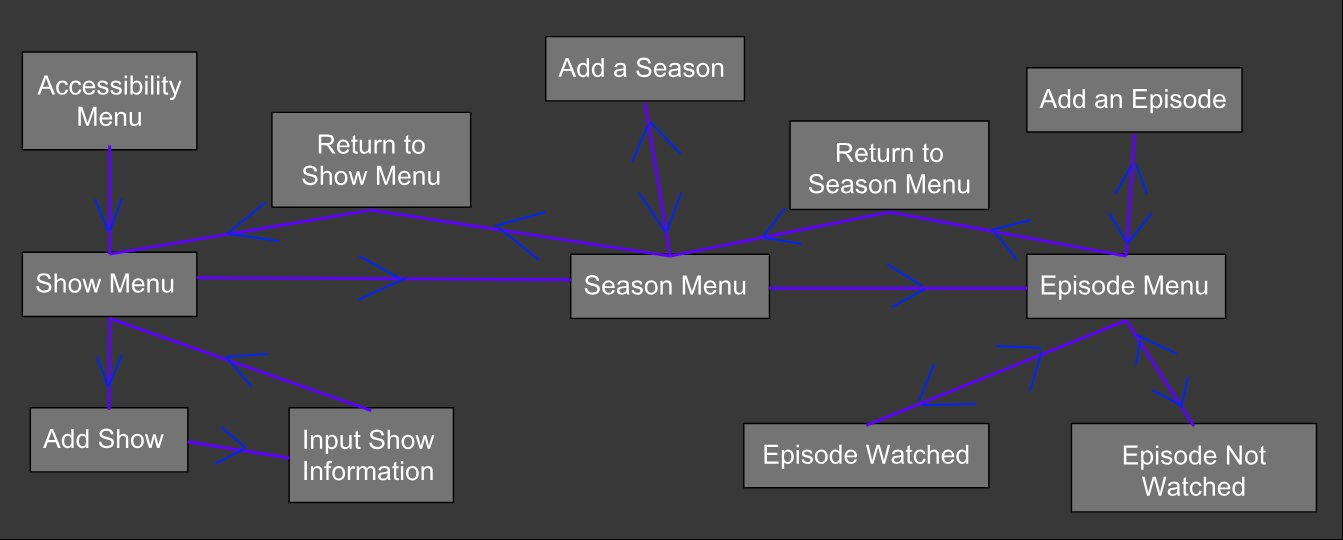 Accessibility
Menu
Return to
Show Menu
Add a Season
Return to
Season Menu
Add an Episode
Show Menu
Season Menu
Episode Menu
Add Show
Input Show
Information
Episode Watched
Episode Not
Watched